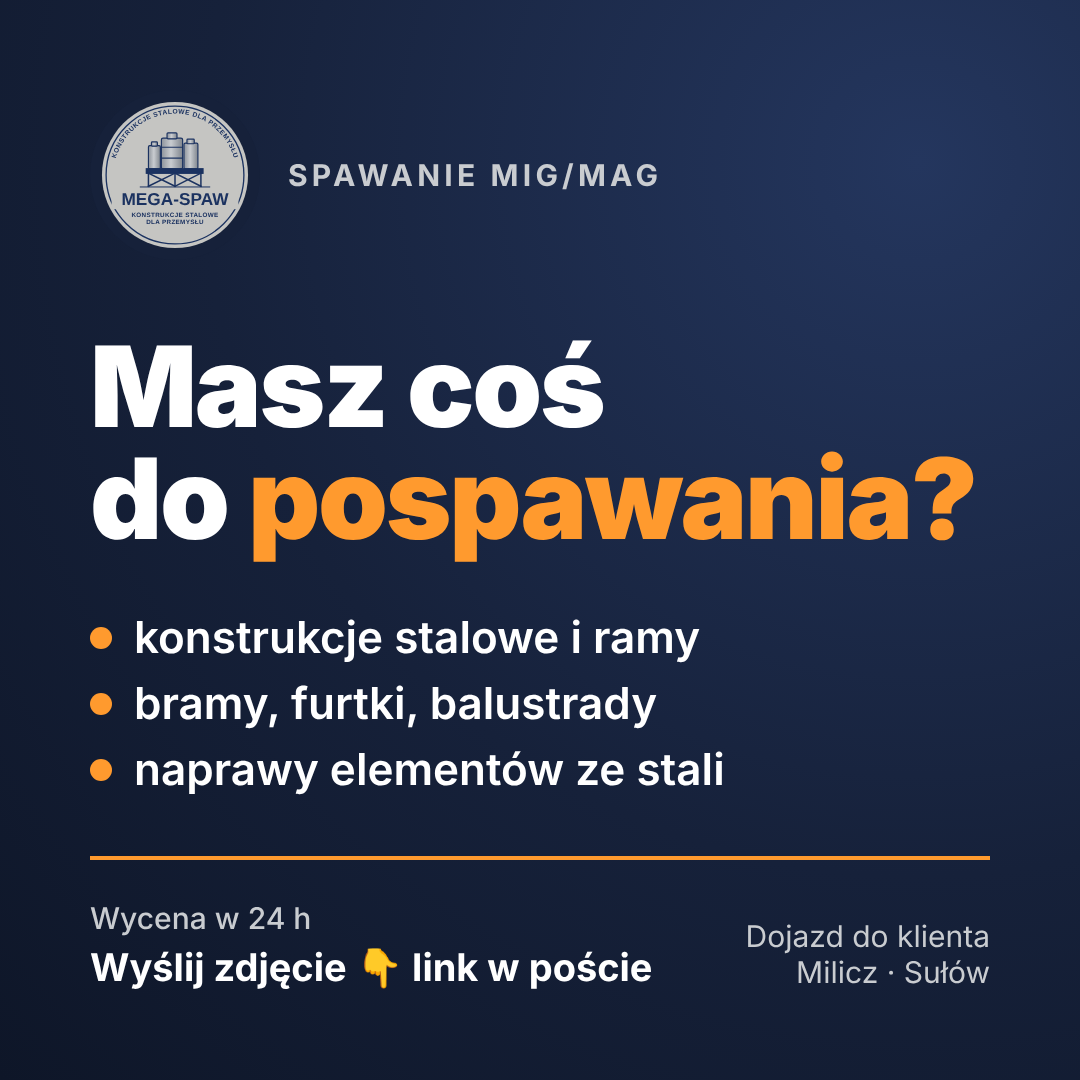 KONSTRUKCJE STALOWE DLA PRZEMYSŁU
MEGA-SPAW
KONSTRUKCJE STALOWE
DLA PRZEMYSŁU
SPAWANIE MIG/MAG
Masz coś
do pospawania?
konstrukcje stalowe i ramy
bramy, furtki, balustrady
naprawy elementów ze stali
Wycena w 24 h
Wyślij zdjęcie 👇 link w poście
Dojazd do klienta
Milicz · Sułów